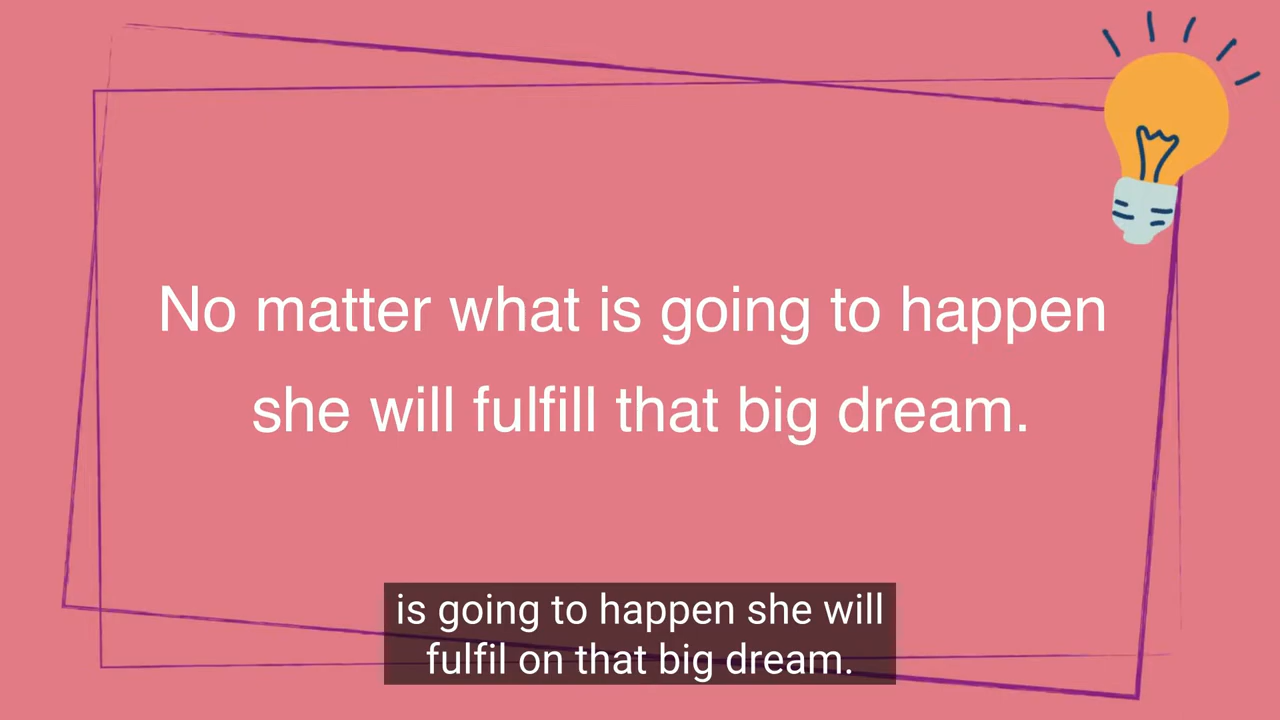 No matter what is going to happen
she will fulfill that big dream.
is going to happen she will
fulfil on that big dream.